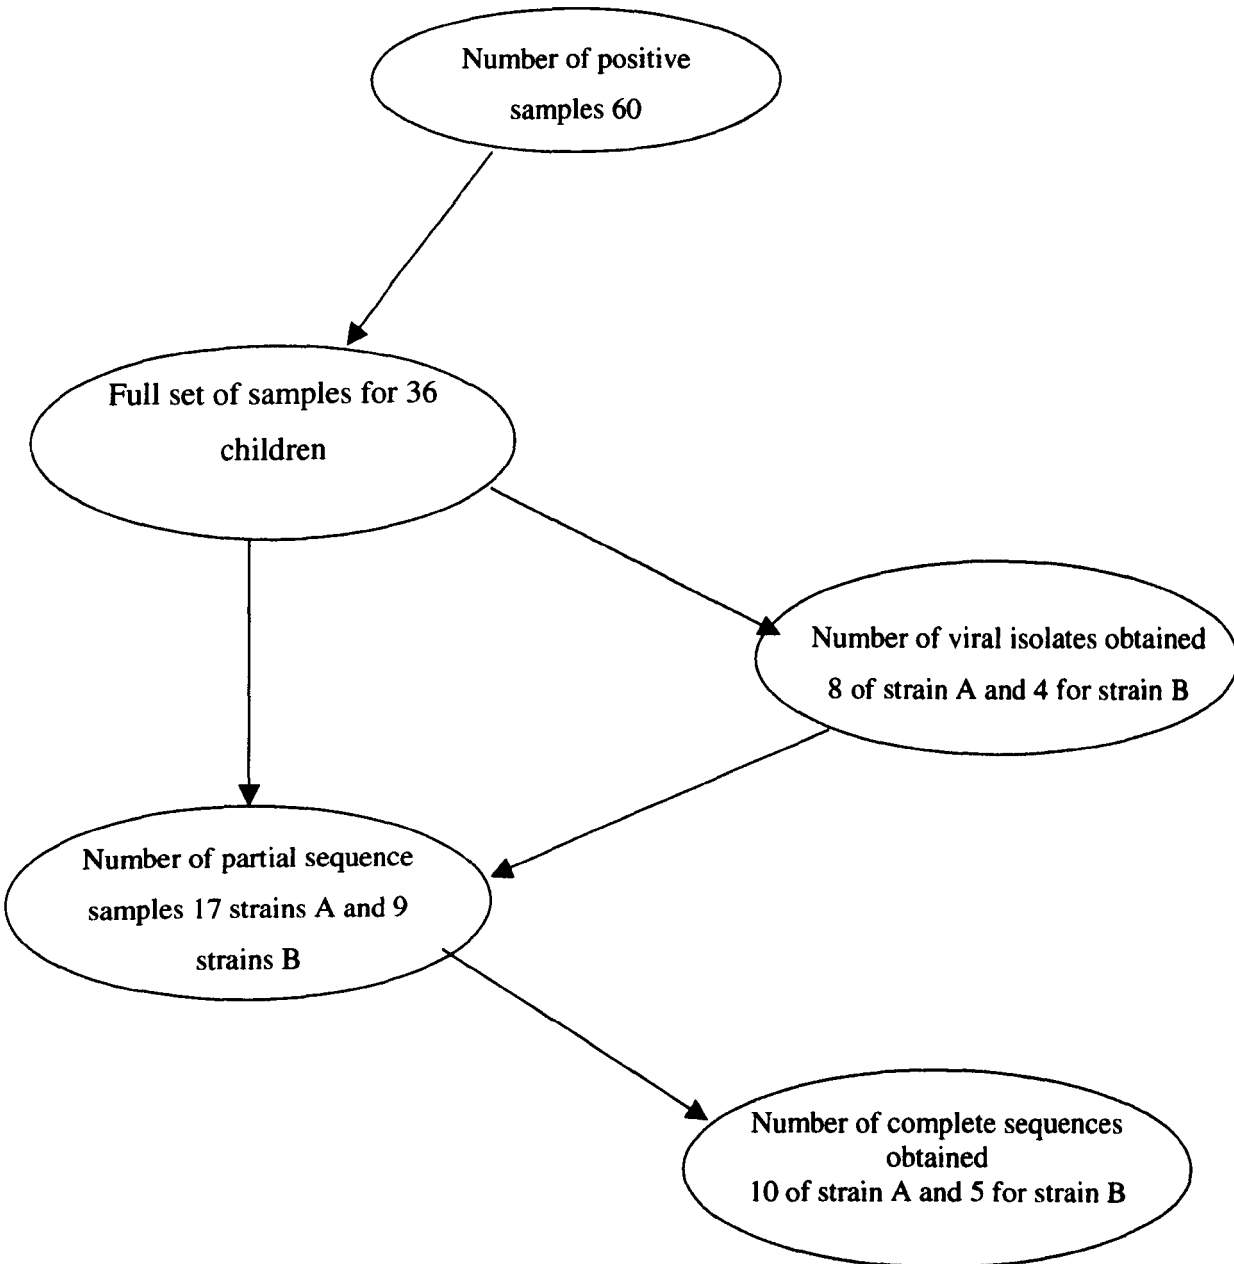 Number of positive
samples 60
Full set of samples for 36
children
Number of viral isolates obtained
8 of strain A and 4 for strain B
Number of partial sequence
samples 17 strains A and 9
strains B
Number of complete sequences
obtained
10 of strain A and 5 for strain B